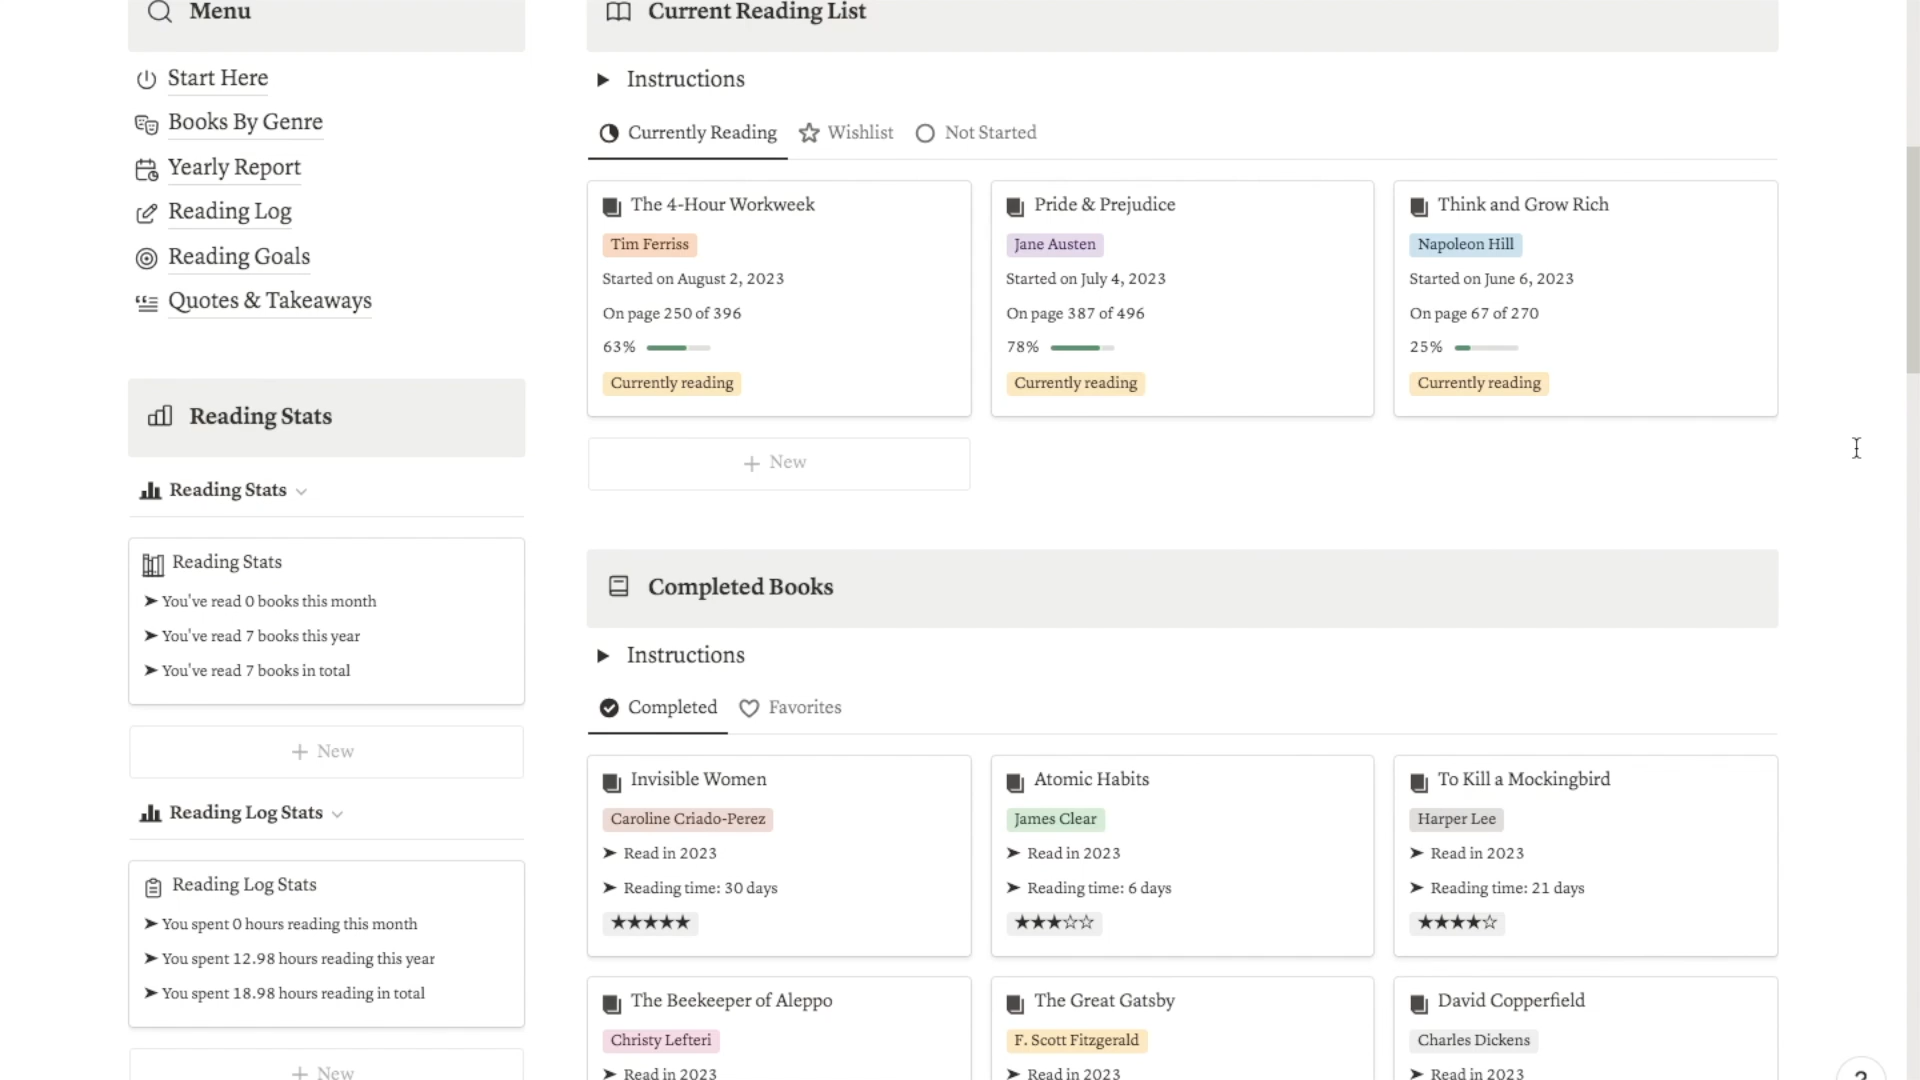 Menu
Start Here
Books By Genre
Yearly Report
Reading Log
Reading Goals
Quotes & Takeaways
Reading Stats
Reading Stats
Reading Stats
➤ You've read 0 books this month
➤ You've read 7 books this year
➤ You've read 7 books in total
+ New
Reading Log Stats
Reading Log Stats
➤ You spent 0 hours reading this month
➤ You spent 12.98 hours reading this year
➤ You spent 18.98 hours reading in total
+ New
Current Reading List
Instructions
Currently Reading Wishlist Not Started
The 4-Hour Workweek
Tim Ferriss
Started on August 2, 2023
On page 250 of 396
63%
Currently reading
Pride & Prejudice
Jane Austen
Started on July 4, 2023
On page 387 of 496
78%
Currently reading
Think and Grow Rich
Napoleon Hill
Started on June 6, 2023
On page 67 of 270
25%
Currently reading
+ New
Completed Books
Instructions
Completed Favorites
Invisible Women
Caroline Criado-Perez
➤ Read in 2023
➤ Reading time: 30 days
★★★★★
Atomic Habits
James Clear
➤ Read in 2023
➤ Reading time: 6 days
★★★☆☆
To Kill a Mockingbird
Harper Lee
➤ Read in 2023
➤ Reading time: 21 days
★★★★☆
The Beekeeper of Aleppo
Christy Lefteri
➤ Read in 2023
The Great Gatsby
F. Scott Fitzgerald
➤ Read in 2023
David Copperfield
Charles Dickens
➤ Read in 2023
?